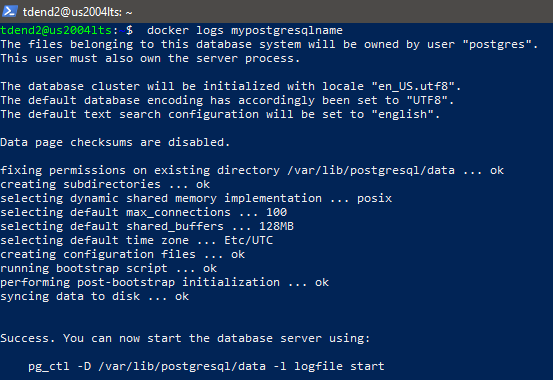 tdend2@us2004lts: ~
tdend2@us2004lts:~$ docker logs mypostgresqlname
The files belonging to this database system will be owned by user "postgres".
This user must also own the server process.
The database cluster will be initialized with locale "en_US.utf8".
The default database encoding has accordingly been set to "UTF8".
The default text search configuration will be set to "english".
Data page checksums are disabled.
fixing permissions on existing directory /var/lib/postgresql/data ... ok
creating subdirectories ... ok
selecting dynamic shared memory implementation ... posix
selecting default max_connections ... 100
selecting default shared_buffers ... 128MB
selecting default time zone ... Etc/UTC
creating configuration files ... ok
running bootstrap script ... ok
performing post-bootstrap initialization ... ok
syncing data to disk ... ok
Success. You can now start the database server using:
pg_ctl -D /var/lib/postgresql/data -l logfile start